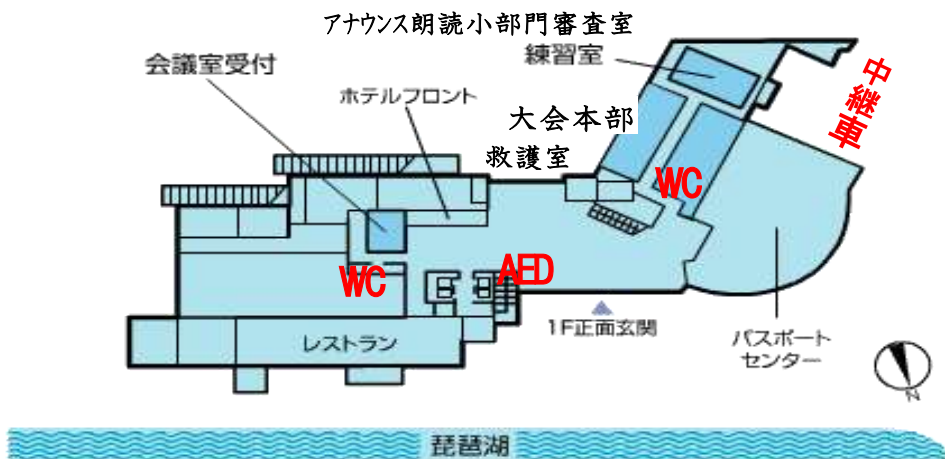 アナウンス朗読小部門審査室
練習室
会議室受付
ホテルフロント
中継車
大会本部
救護室
WC
WC
AED
1F正面玄関
レストラン
パスポート
センター
N
琵琶湖